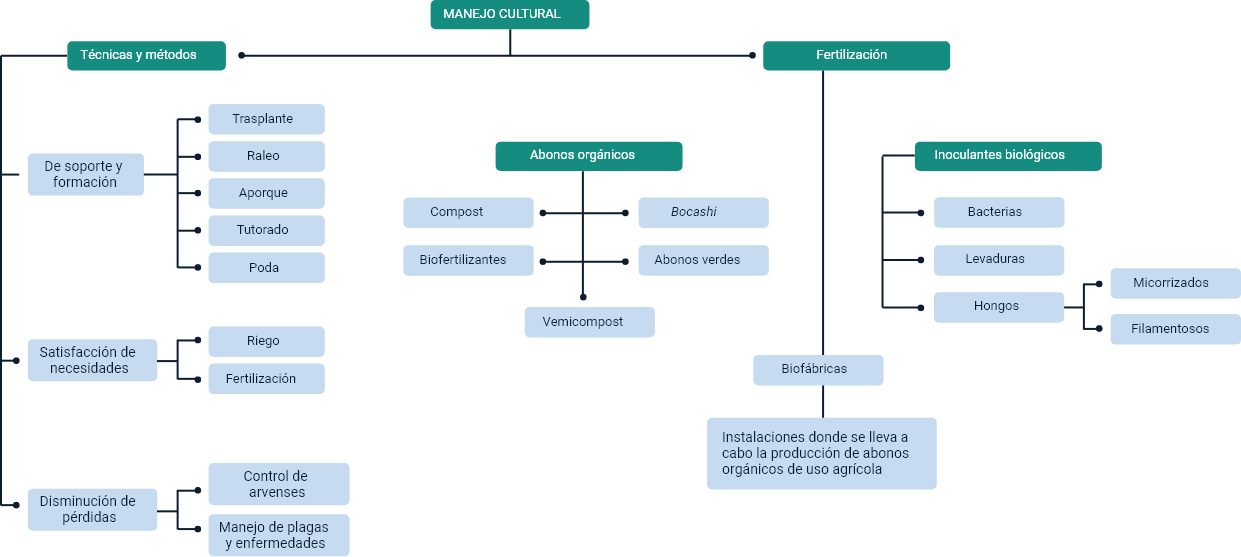 MANEJO CULTURAL
Técnicas y métodos
Fertilización
De soporte y
formación
Trasplante
Raleo
Aporque
Tutorado
Poda
Satisfacción de
necesidades
Riego
Fertilización
Disminución de
pérdidas
Control de
arvenses
Manejo de plagas
y enfermedades
Abonos orgánicos
Compost
Bocashi
Biofertilizantes
Abonos verdes
Vemicompost
Inoculantes biológicos
Bacterias
Levaduras
Hongos
Micorrizados
Filamentosos
Biofábricas
Instalaciones donde se lleva a
cabo la producción de abonos
orgánicos de uso agrícola